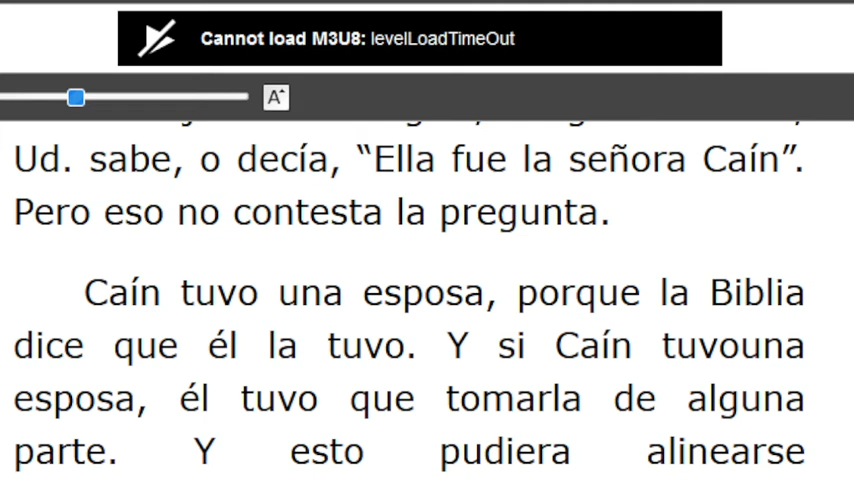 Cannot load M3U8: levelLoadTimeOut
A
Ud. sabe, o decía, “Ella fue la señora Caín”.
Pero eso no contesta la pregunta.
Caín tuvo una esposa, porque la Biblia
dice que él la tuvo. Y si Caín tuvouna
esposa, él tuvo que tomarla de alguna
parte. Y esto pudiera alinearse